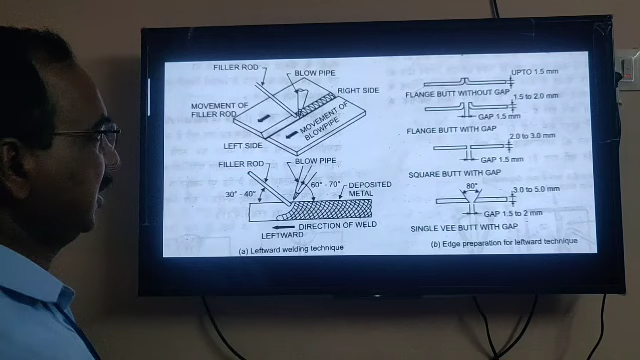 FILLER ROD
BLOW PIPE
RIGHT SIDE
MOVEMENT OF
FILLER ROD
MOVEMENT OF
BLOWPIPE
LEFT SIDE
FILLER ROD
BLOW PIPE
60° - 70°
DEPOSITED
METAL
30° - 40°
DIRECTION OF WELD
LEFTWARD
(a) Leftward welding technique
UPTO 1.5 mm
FLANGE BUTT WITHOUT GAP
1.5 to 2.0 mm
GAP 1.5 mm
FLANGE BUTT WITH GAP
2.0 to 3.0 mm
GAP 1.5 mm
SQUARE BUTT WITH GAP
80°
3.0 to 5.0 mm
GAP 1.5 to 2 mm
SINGLE VEE BUTT WITH GAP
(b) Edge preparation for leftward technique